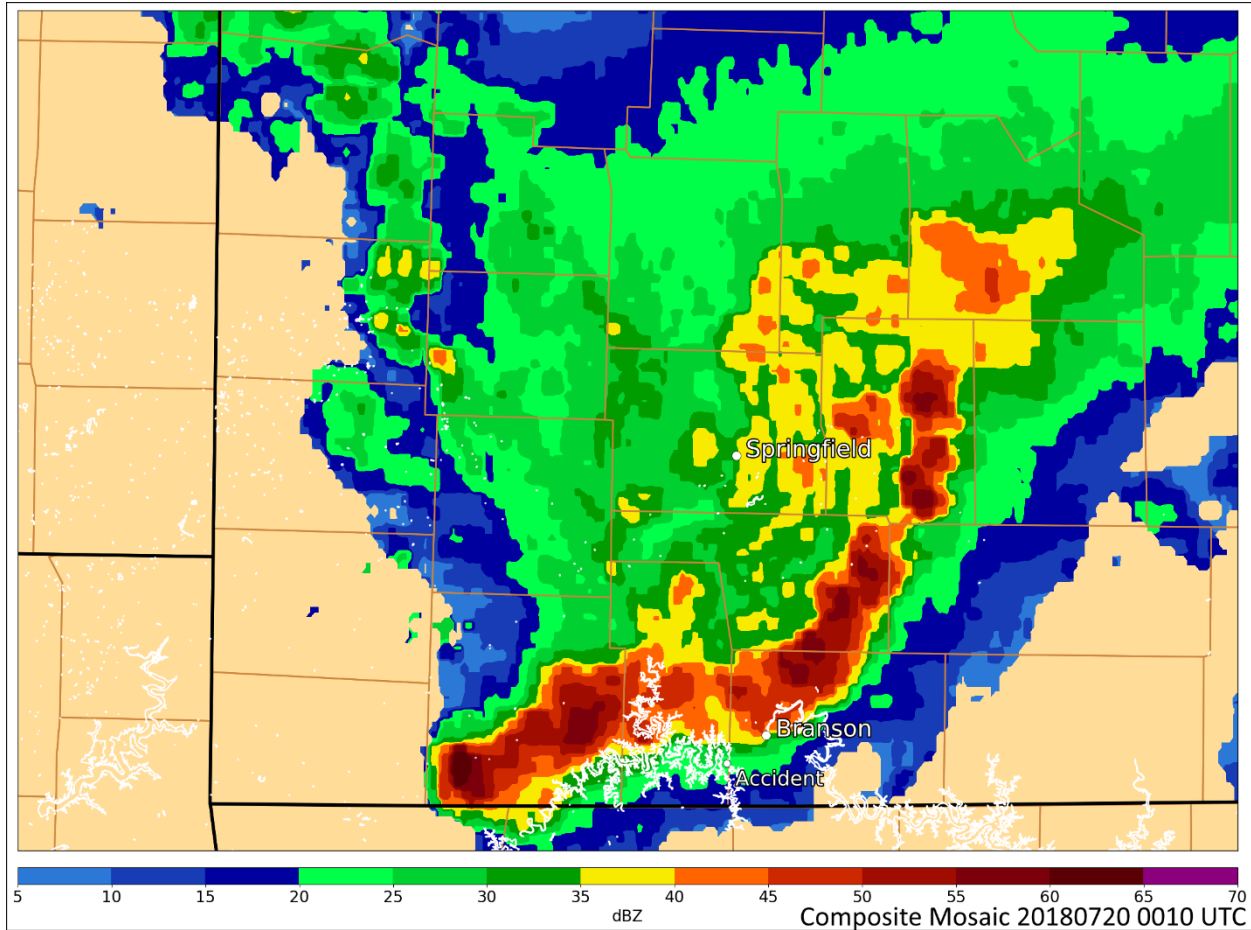 Springfield
Branson
Accident
5 10 15 20 25 30 35 40 45 50 55 60 65 70
dBZ
Composite Mosaic 20180720 0010 UTC